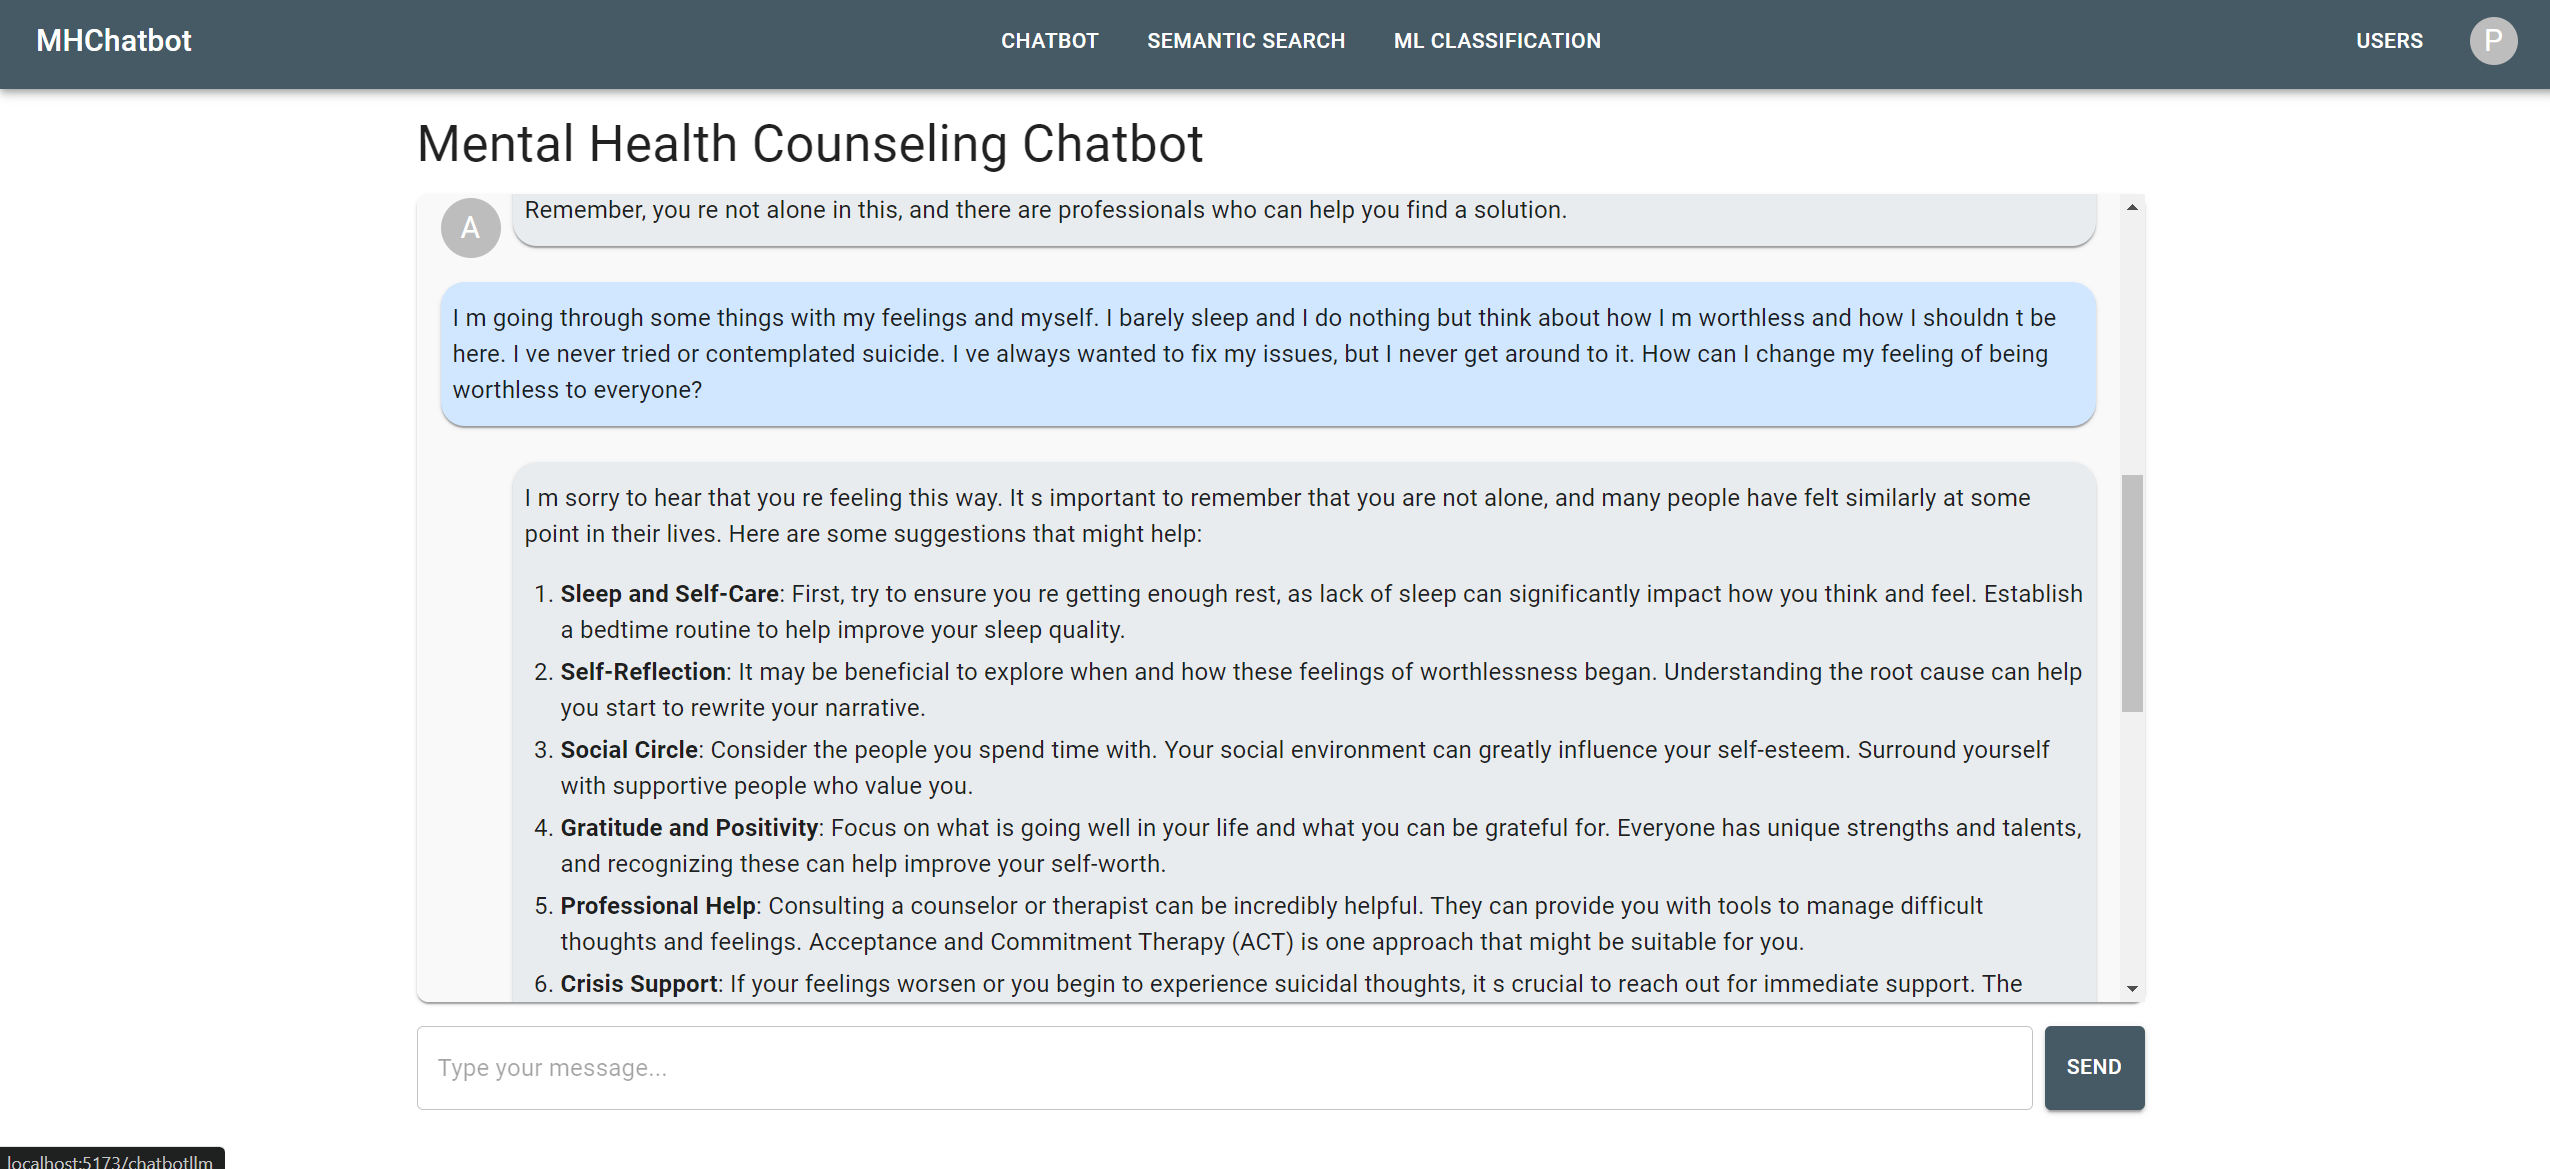 MHChatbot
CHATBOT SEMANTIC SEARCH ML CLASSIFICATION
USERS P
Mental Health Counseling Chatbot
A
Remember, you re not alone in this, and there are professionals who can help you find a solution.
I m going through some things with my feelings and myself. I barely sleep and I do nothing but think about how I m worthless and how I shouldn t be
here. I ve never tried or contemplated suicide. I ve always wanted to fix my issues, but I never get around to it. How can I change my feeling of being
worthless to everyone?
I m sorry to hear that you re feeling this way. It s important to remember that you are not alone, and many people have felt similarly at some
point in their lives. Here are some suggestions that might help:
1. Sleep and Self-Care: First, try to ensure you re getting enough rest, as lack of sleep can significantly impact how you think and feel. Establish
a bedtime routine to help improve your sleep quality.
2. Self-Reflection: It may be beneficial to explore when and how these feelings of worthlessness began. Understanding the root cause can help
you start to rewrite your narrative.
3. Social Circle: Consider the people you spend time with. Your social environment can greatly influence your self-esteem. Surround yourself
with supportive people who value you.
4. Gratitude and Positivity: Focus on what is going well in your life and what you can be grateful for. Everyone has unique strengths and talents,
and recognizing these can help improve your self-worth.
5. Professional Help: Consulting a counselor or therapist can be incredibly helpful. They can provide you with tools to manage difficult
thoughts and feelings. Acceptance and Commitment Therapy (ACT) is one approach that might be suitable for you.
6. Crisis Support: If your feelings worsen or you begin to experience suicidal thoughts, it s crucial to reach out for immediate support. The
Type your message...
SEND
localhost:5173/chatbotllm